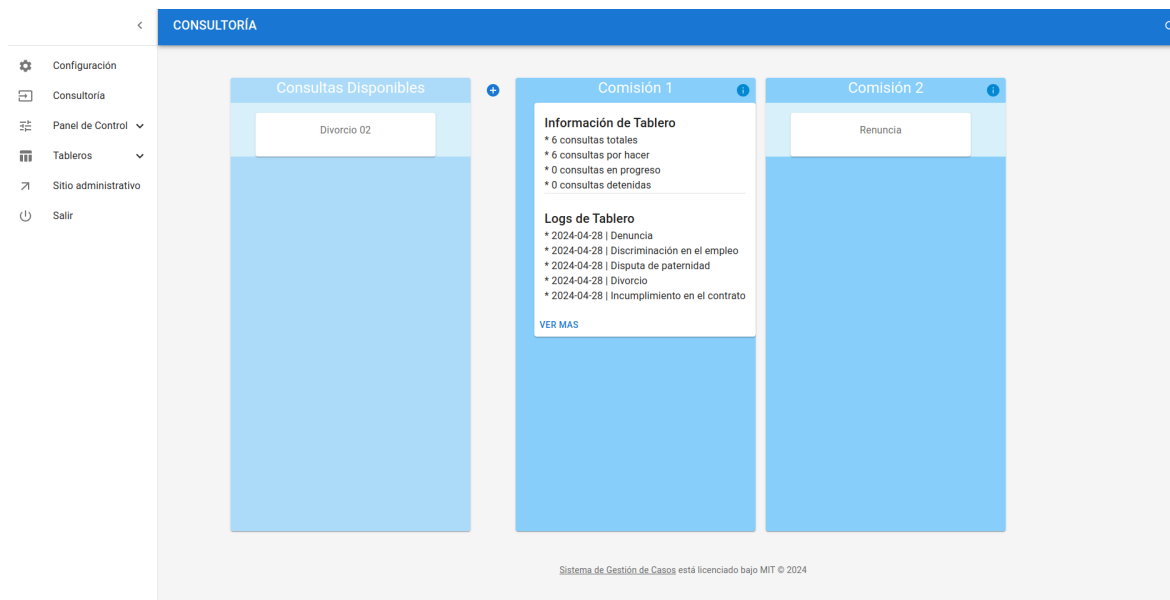 CONSULTORÍA
Configuración
Consultoría
Panel de Control
Tableros
Sitio administrativo
Salir
Consultas Disponibles
Divorcio 02
Comisión 1
Información de Tablero
* 6 consultas totales
* 6 consultas por hacer
* 0 consultas en progreso
* 0 consultas detenidas
Logs de Tablero
* 2024-04-28 | Denuncia
* 2024-04-28 | Discriminación en el empleo
* 2024-04-28 | Disputa de paternidad
* 2024-04-28 | Divorcio
* 2024-04-28 | Incumplimiento en el contrato
VER MAS
Comisión 2
Renuncia
Sistema de Gestión de Casos está licenciado bajo MIT © 2024